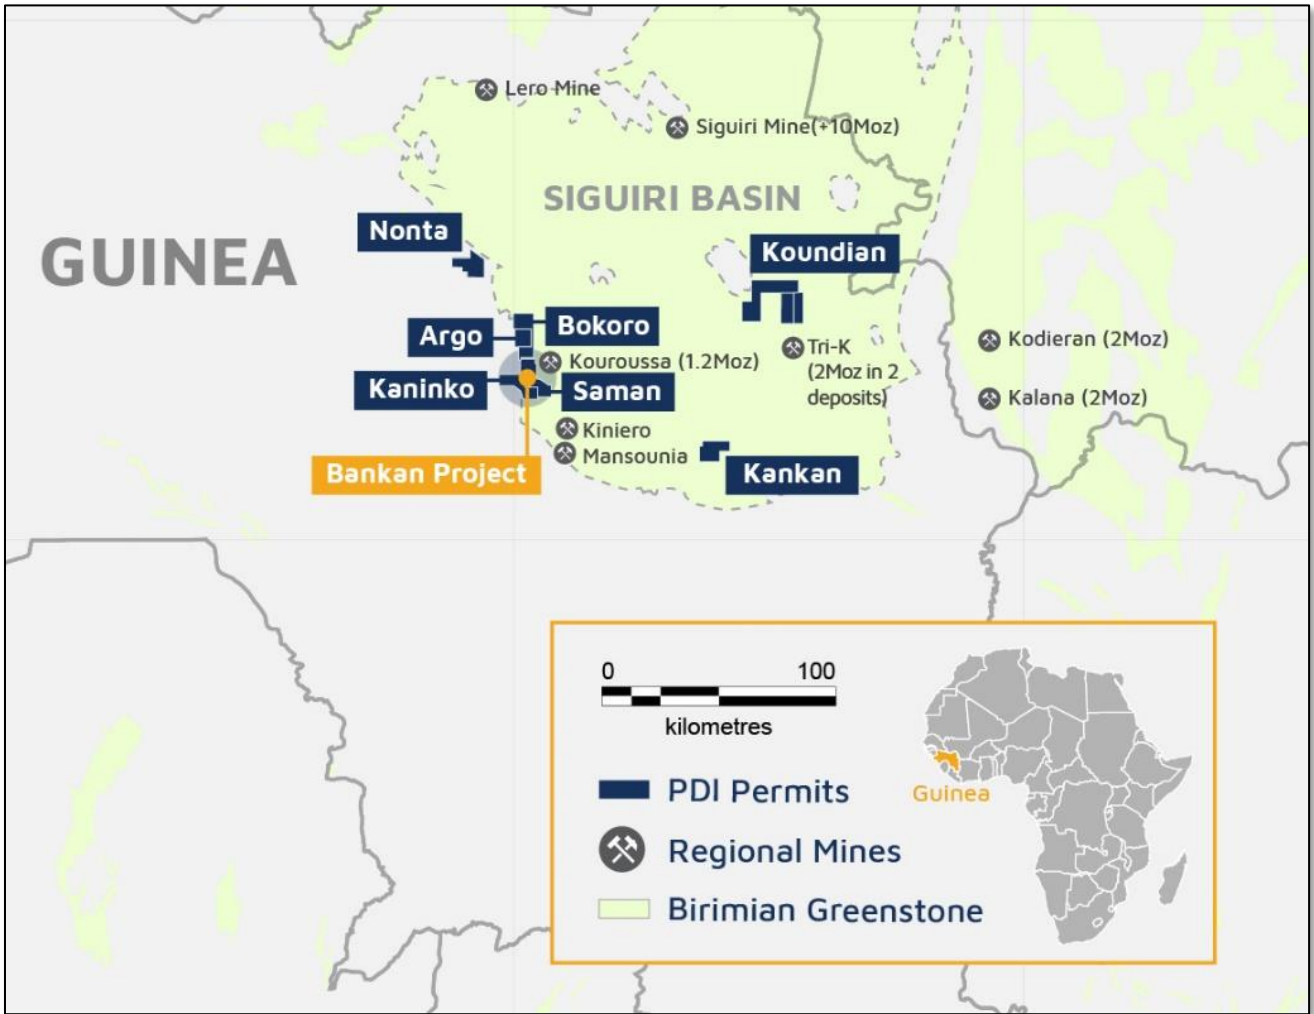 Lero Mine
Siguiri Mine(+10Moz)
SIGUIRI BASIN
GUINEA
Nonta
Koundian
Bokoro
Argo
Kouroussa (1.2Moz)
Tri-K
(2Moz in 2
deposits)
Kodieran (2Moz)
Kaninko
Saman
Kalana (2Moz)
Kiniero
Mansounia
Bankan Project
Kankan
0 100
kilometres
PDI Permits
Regional Mines
Birimian Greenstone
Guinea